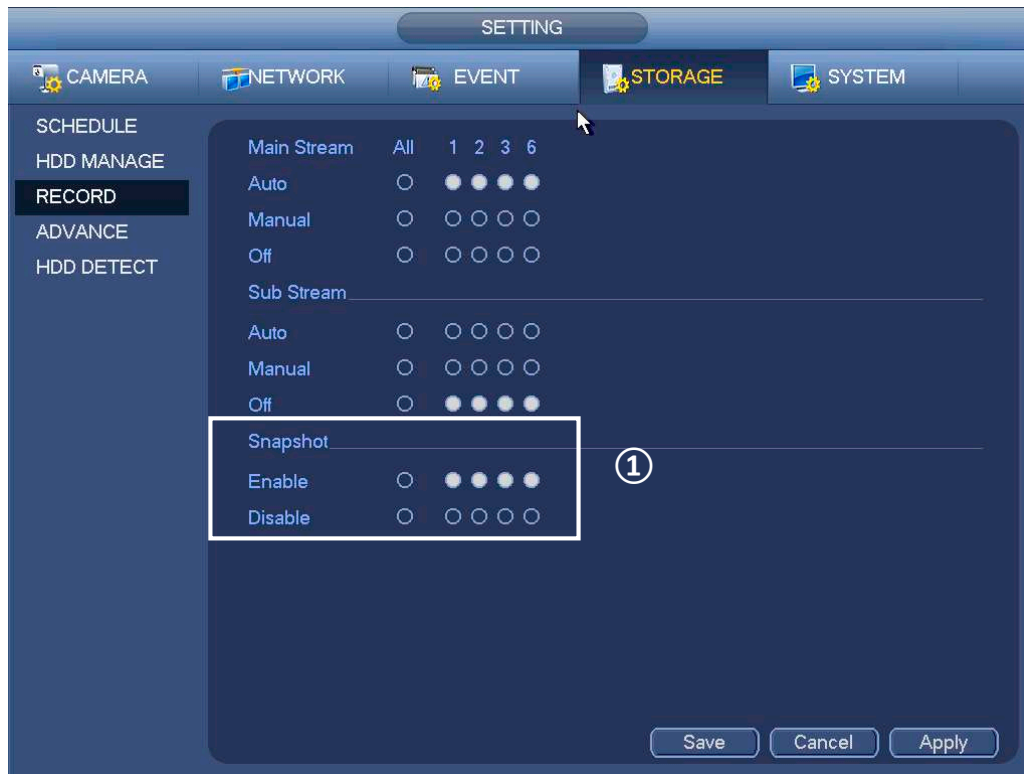 SETTING
CAMERA NETWORK EVENT STORAGE SYSTEM
SCHEDULE
HDD MANAGE
RECORD
ADVANCE
HDD DETECT
Main Stream All 1 2 3 6
Auto
Manual
Off
Sub Stream
Auto
Manual
Off
Snapshot
Enable
Disable
①
Save Cancel Apply